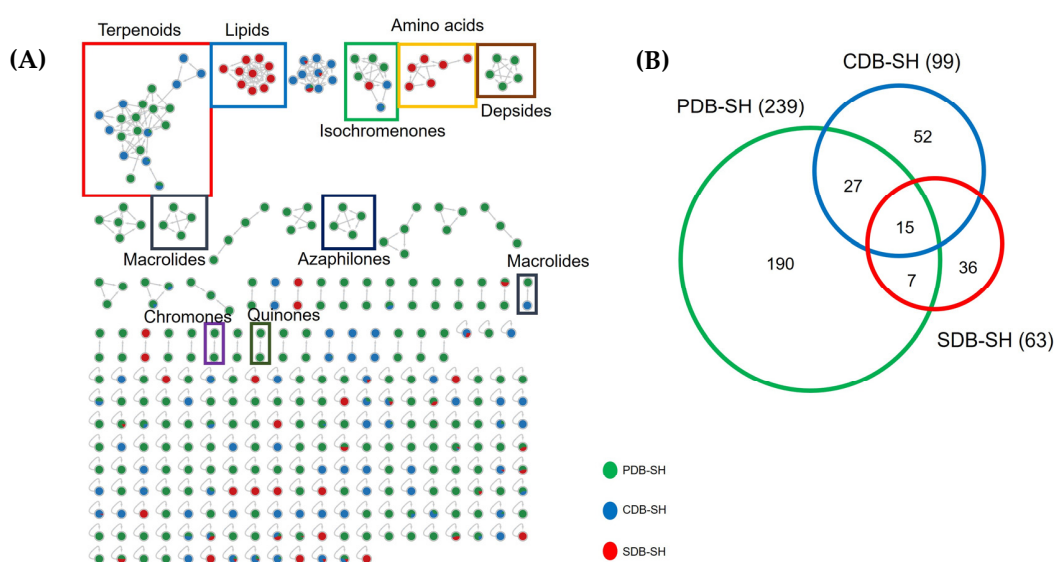 (A)
Terpenoids
Lipids
Amino acids
Isochromenones
Depsides
Macrolides
Azaphilones
Macrolides
Chromones
Quinones
(B)
CDB-SH (99)
PDB-SH (239)
52
27
15
190
7
36
SDB-SH (63)
PDB-SH
CDB-SH
SDB-SH